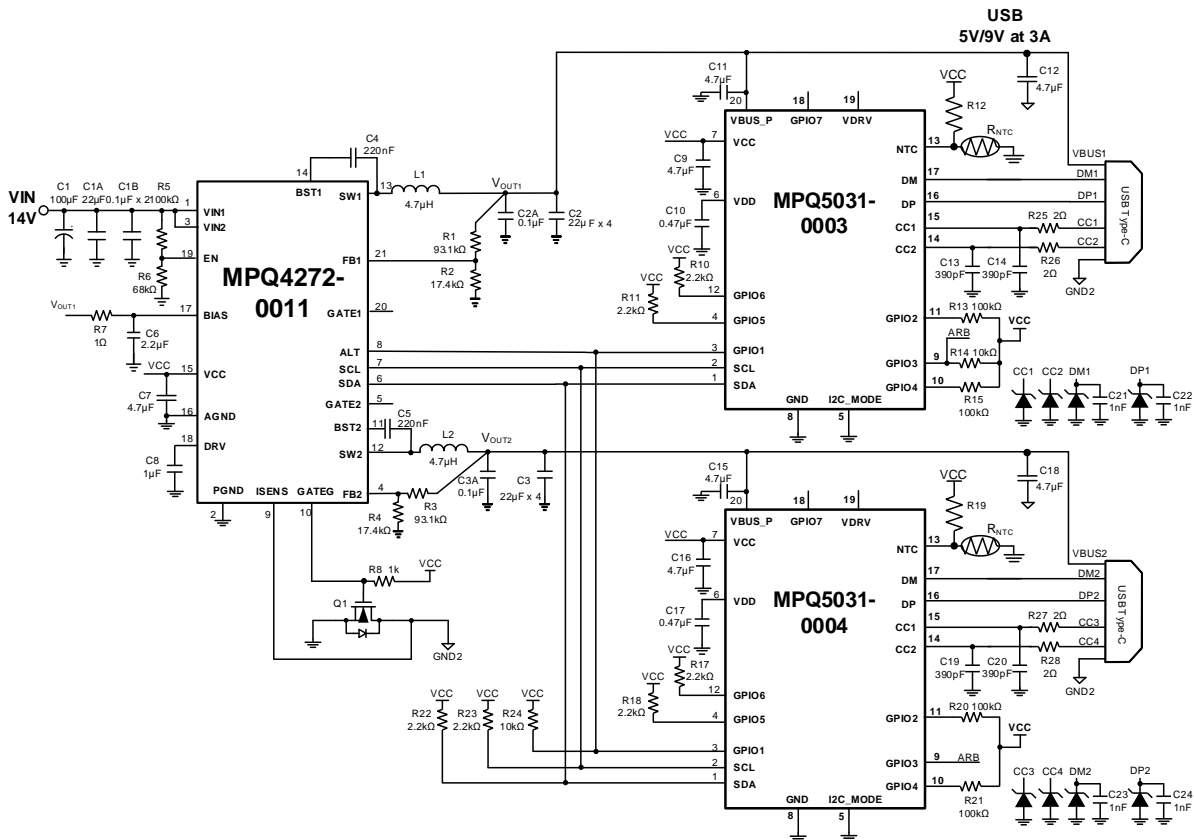 USB
5V/9V at 3A
C11
4.7µF
20
18
19
VBUS_P
GPIO7
VDRV
VCC
R12
C12
4.7µF
RNTC
13
NTC
VCC
7
VCC
C9
4.7µF
6
VDD
C10
0.47µF
MPQ5031-
0003
17
DM
16
DP
15
CC1
14
CC2
VBUS1
DM1
DP1
R25 2Ω
CC1
CC2
R26
2Ω
C13
390pF
C14
390pF
GND2
USB Type-C
VCC
R10
2.2kΩ
12
GPIO6
VCC
R11
2.2kΩ
4
GPIO5
3
GPIO1
2
SCL
1
SDA
GPIO2
11
R13 100kΩ
ARB
VCC
GPIO3
9
R14 10kΩ
GPIO4
10
R15
100kΩ
GND
8
I2C_MODE
5
CC1
CC2
DM1
C21
1nF
DP1
C22
1nF
C4
220nF
14
BST1
13
SW1
L1
4.7µH
VOUT1
C2A
0.1µF
C2
22µF x 4
VIN
14V
C1
100µF
C1A
22µF
C1B
0.1µF x 2
R5
100kΩ
1
VIN1
3
VIN2
19
EN
R6
68kΩ
MPQ4272-
0011
FB1
21
R1
93.1kΩ
R2
17.4kΩ
GATE1
20
VOUT1
R7
1Ω
17
BIAS
C6
2.2µF
ALT
8
SCL
7
SDA
6
GATE2
5
VCC
15
VCC
C7
4.7µF
16
AGND
18
DRV
C8
1µF
BST2
11
C5
220nF
SW2
12
L2
4.7µH
VOUT2
C3A
0.1µF
C3
22µF x 4
FB2
4
R3
93.1kΩ
R4
17.4kΩ
PGND
2
ISENS
9
GATEG
10
R8 1k
VCC
Q1
GND2
VCC
R22
2.2kΩ
VCC
R23
2.2kΩ
VCC
R24
10kΩ
C15
4.7µF
20
18
19
VBUS_P
GPIO7
VDRV
VCC
R19
C18
4.7µF
RNTC
13
NTC
VCC
7
VCC
C16
4.7µF
6
VDD
C17
0.47µF
MPQ5031-
0004
17
DM
16
DP
15
CC1
14
CC2
VBUS2
DM2
DP2
R27 2Ω
CC3
CC4
R28
2Ω
C19
390pF
C20
390pF
GND2
USB Type-C
VCC
R17
2.2kΩ
12
GPIO6
VCC
R18
2.2kΩ
4
GPIO5
3
GPIO1
2
SCL
1
SDA
GPIO2
11
R20 100kΩ
VCC
GPIO3
9
ARB
GPIO4
10
R21
100kΩ
GND
8
I2C_MODE
5
CC3
CC4
DM2
C23
1nF
DP2
C24
1nF